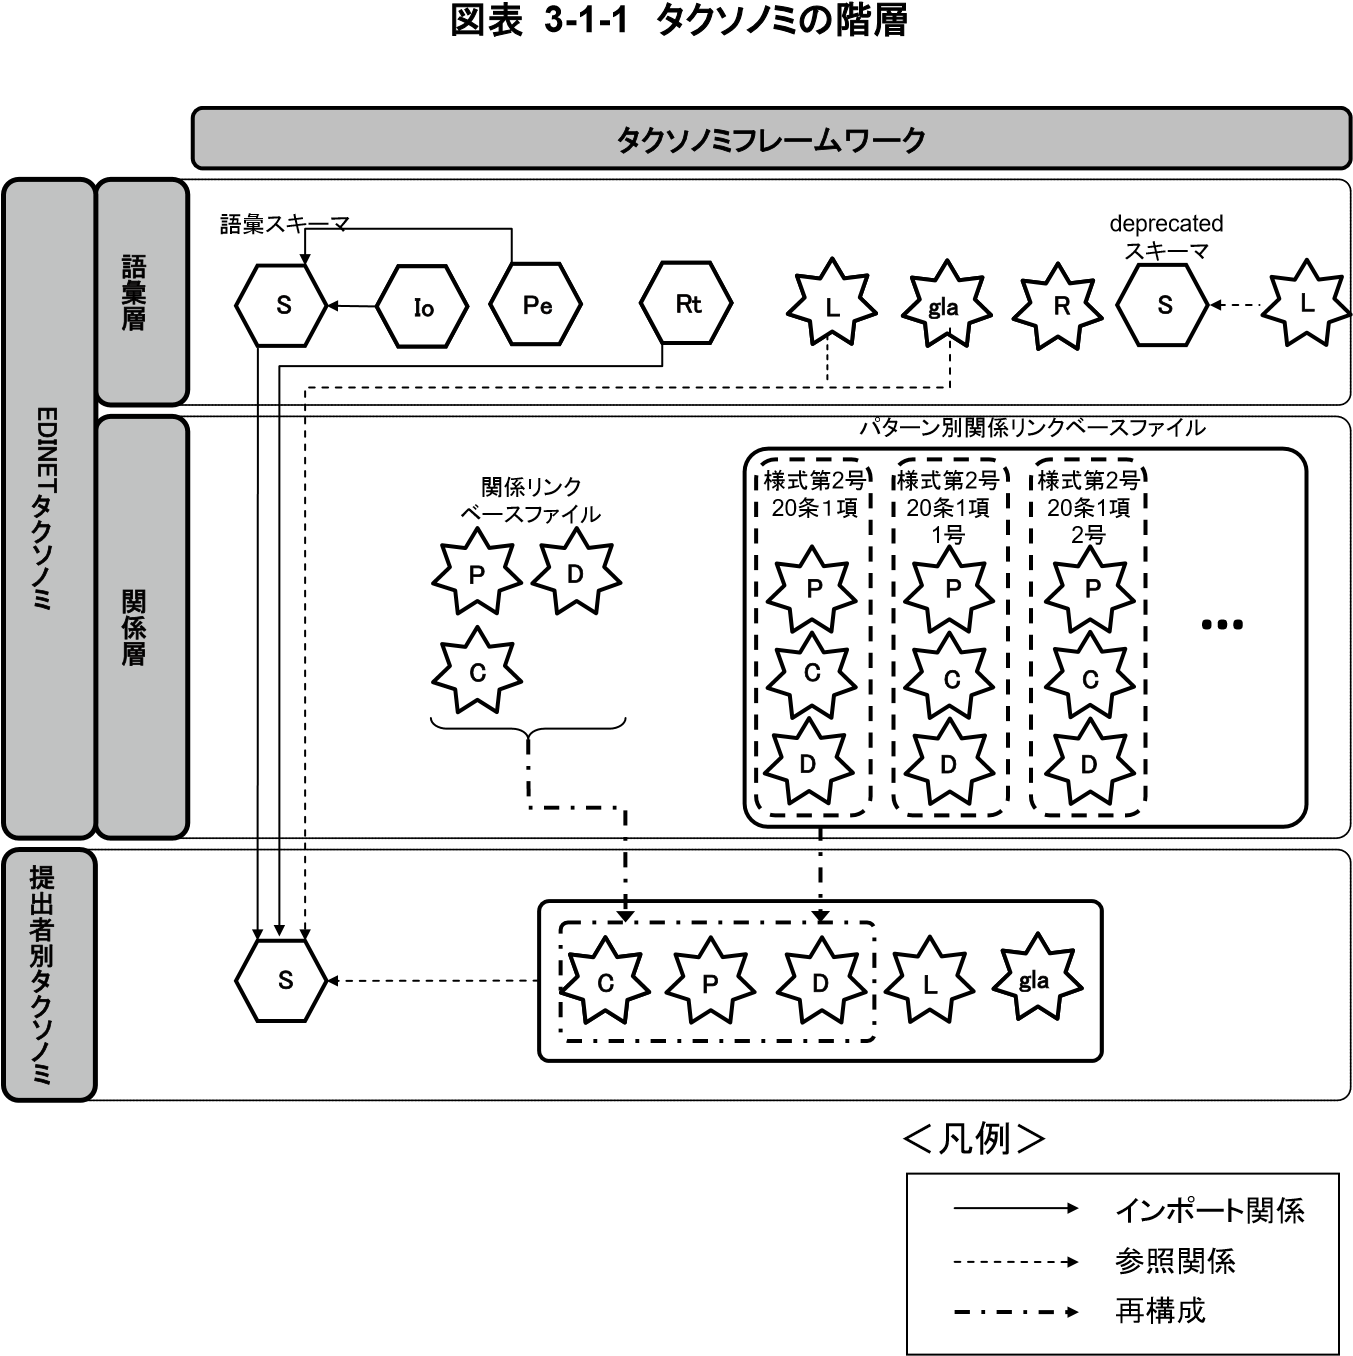 図表 3-1-1 タクソノミの階層
タクソノミフレームワーク
EDINETタクソノミ
語彙層
語彙スキーマ
deprecated
スキーマ
S
Io
Pe
Rt
L
gla
R
S
L
関係層
関係リンク
ベースファイル
P
D
C
パターン別関係リンクベースファイル
様式第2号
20条1項
P
C
D
様式第2号
20条1項
1号
P
C
D
様式第2号
20条1項
2号
P
C
D
...
提出者別タクソノミ
S
C
P
D
L
gla
＜凡例＞
インポート関係
参照関係
再構成